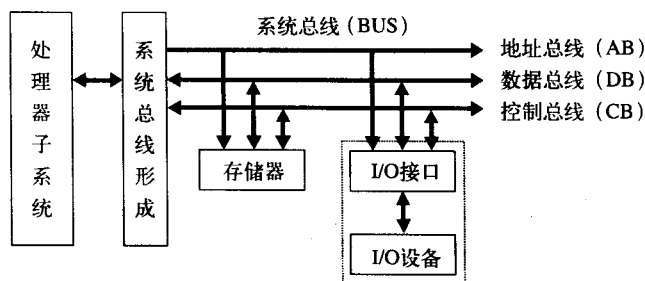 系统总线（BUS）
处理器子系统
系统总线形成
地址总线（AB）
数据总线（DB）
控制总线（CB）
存储器
I/O接口
I/O设备